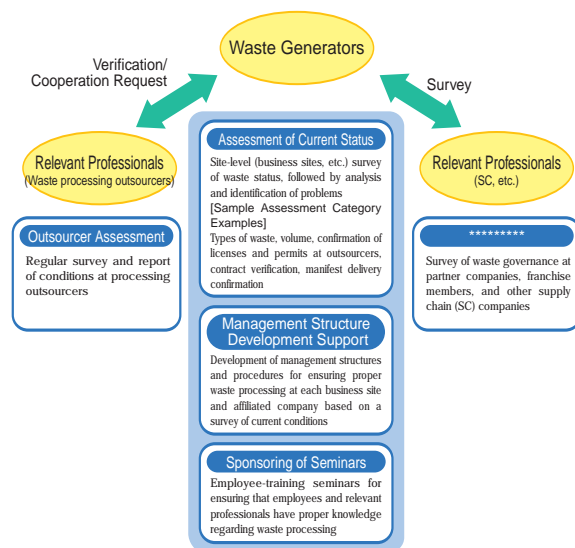 Waste Generators
Verification/
Cooperation Request
Survey
Relevant Professionals
(Waste processing outsourcers)
Outsourcer Assessment
Regular survey and report
of conditions at processing
outsourcers
Assessment of Current Status
Site-level (business sites, etc.) survey
of waste status, followed by analysis
and identification of problems
[Sample Assessment Category
Examples]
Types of waste, volume, confirmation of
licenses and permits at outsourcers,
contract verification, manifest delivery
confirmation
Management Structure
Development Support
Development of management structures
and procedures for ensuring proper
waste processing at each business site
and affiliated company based on a
survey of current conditions
Sponsoring of Seminars
Employee-training seminars for
ensuring that employees and relevant
professionals have proper knowledge
regarding waste processing
Relevant Professionals
(SC, etc.)
*********
Survey of waste governance at
partner companies, franchise
members, and other supply
chain (SC) companies